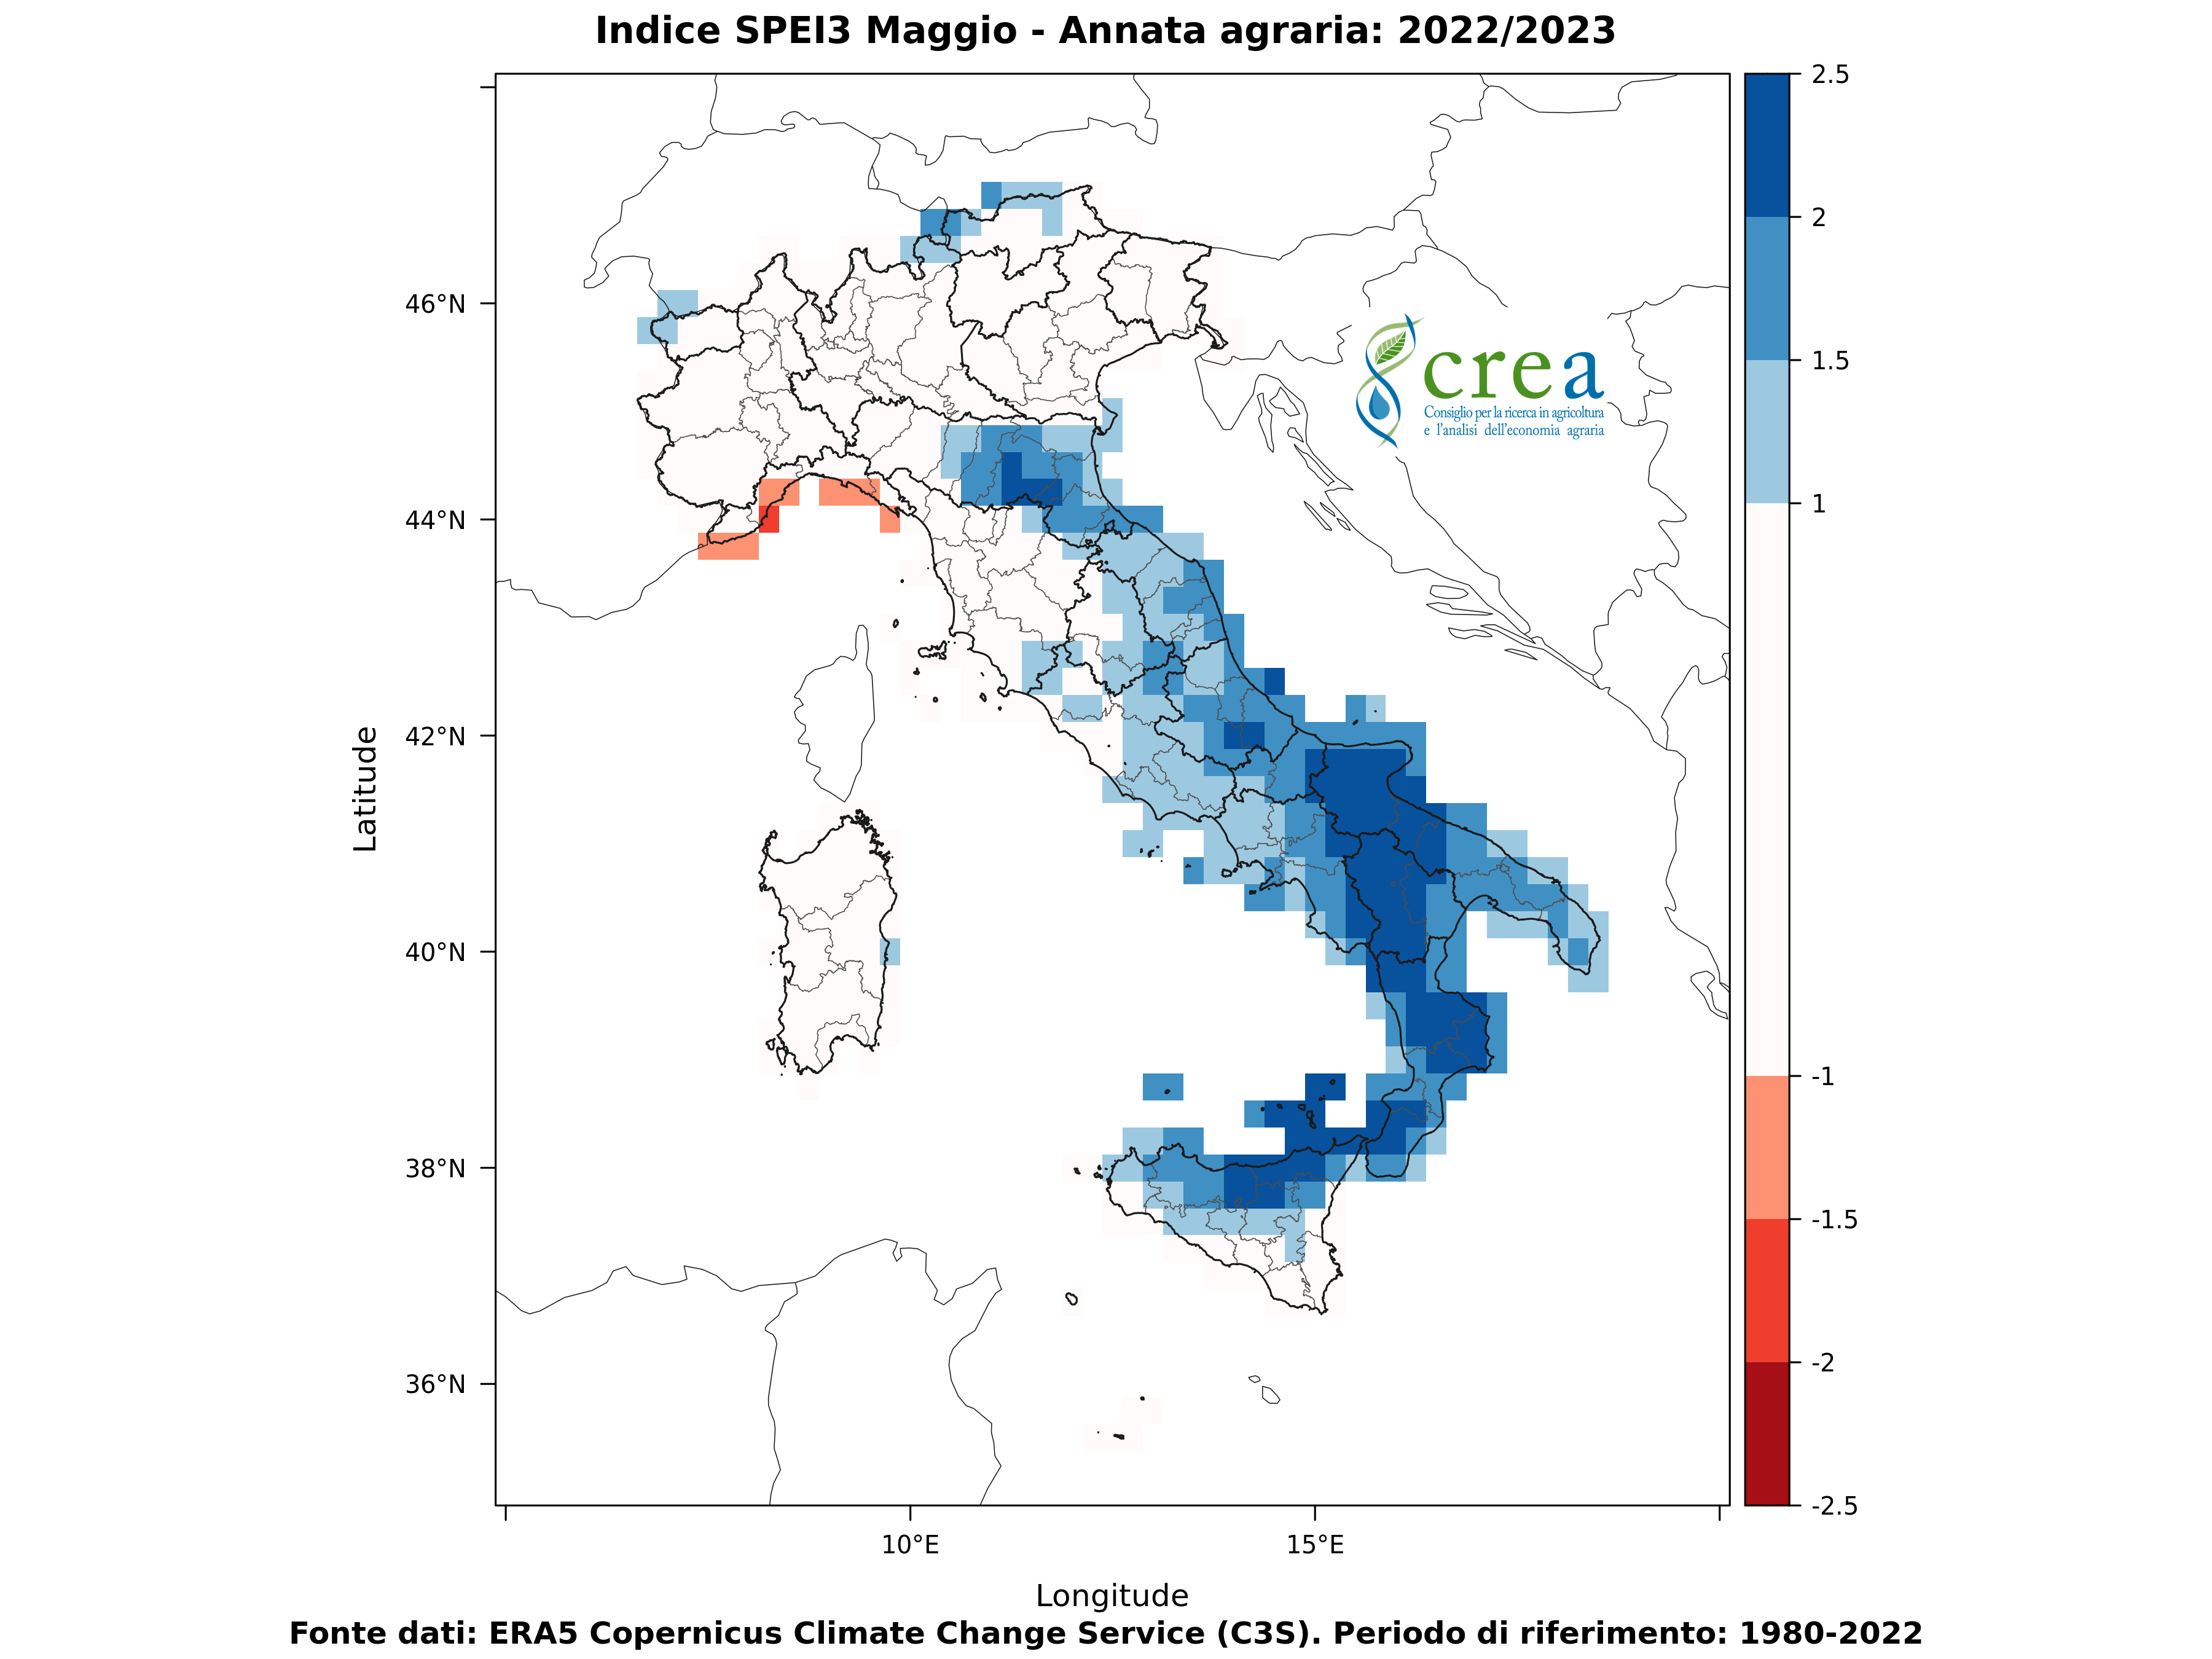 Indice SPEI3 Maggio - Annata agraria: 2022/2023
2.5
2
1.5
1
-1
-1.5
-2
-2.5
46°N
44°N
42°N
40°N
38°N
36°N
Latitude
crea
Consiglio per la ricerca in agricoltura
e l'analisi dell'economia agraria
10°E
15°E
Longitude
Fonte dati: ERA5 Copernicus Climate Change Service (C3S). Periodo di riferimento: 1980-2022